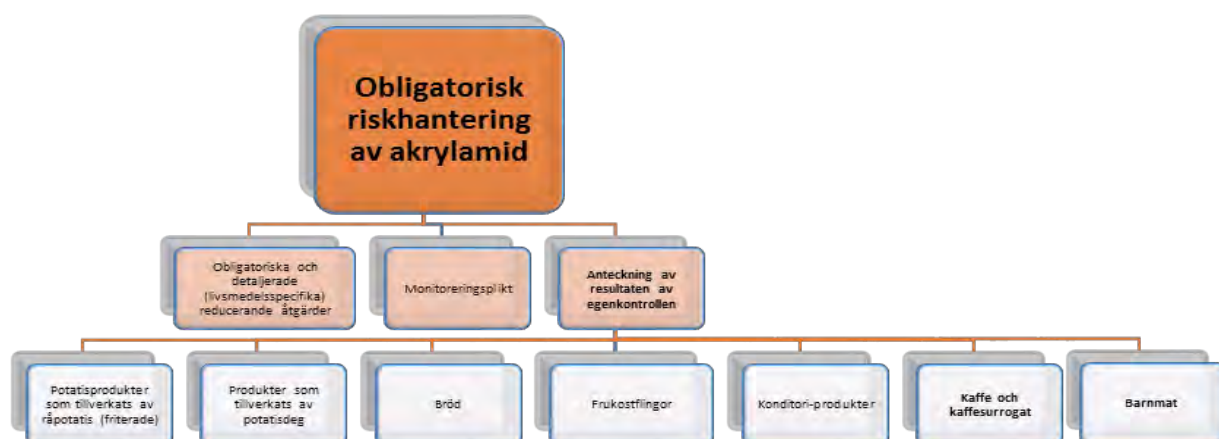 Obligatorisk
riskhantering
av akrylamid
Obligatoriska och
detaljerade
(livsmedelsspecifika)
reducerande åtgärder
Monitoreringsplikt
Anteckning av
resultaten av
egenkontrollen
Potatisprodukter
som tillverkats av
råpotatis (friterade)
Produkter som
tillverkats av
potatisdeg
Bröd
Frukostflingor
Konditori-produkter
Kaffe och
kaffesurrogat
Barnmat